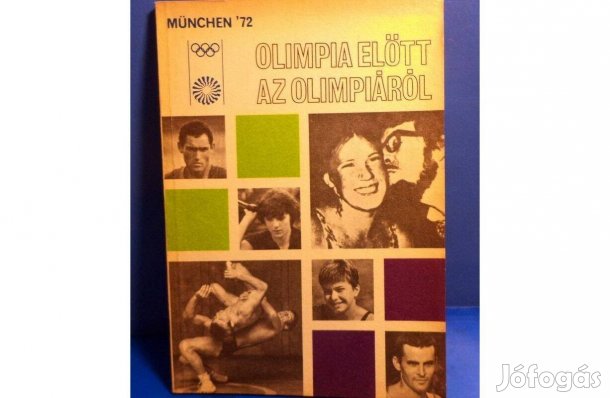 MÜNCHEN '72
OLIMPIA ELŐTT
AZ OLIMPIÁRÓL
Jófogás